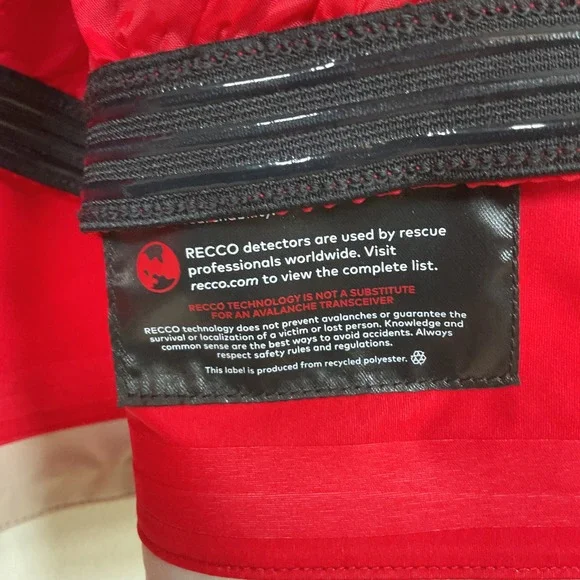 RECCO detectors are used by rescue
professionals worldwide. Visit
recco.com to view the complete list.
RECCO TECHNOLOGY IS NOT A SUBSTITUTE
FOR AN AVALANCHE TRANSCEIVER
RECCO technology does not prevent avalanches or guarantee the
survival or localization of a victim or lost person. Knowledge and
common sense are the best ways to avoid accidents. Always
respect safety rules and regulations.
This label is produced from recycled polyester.